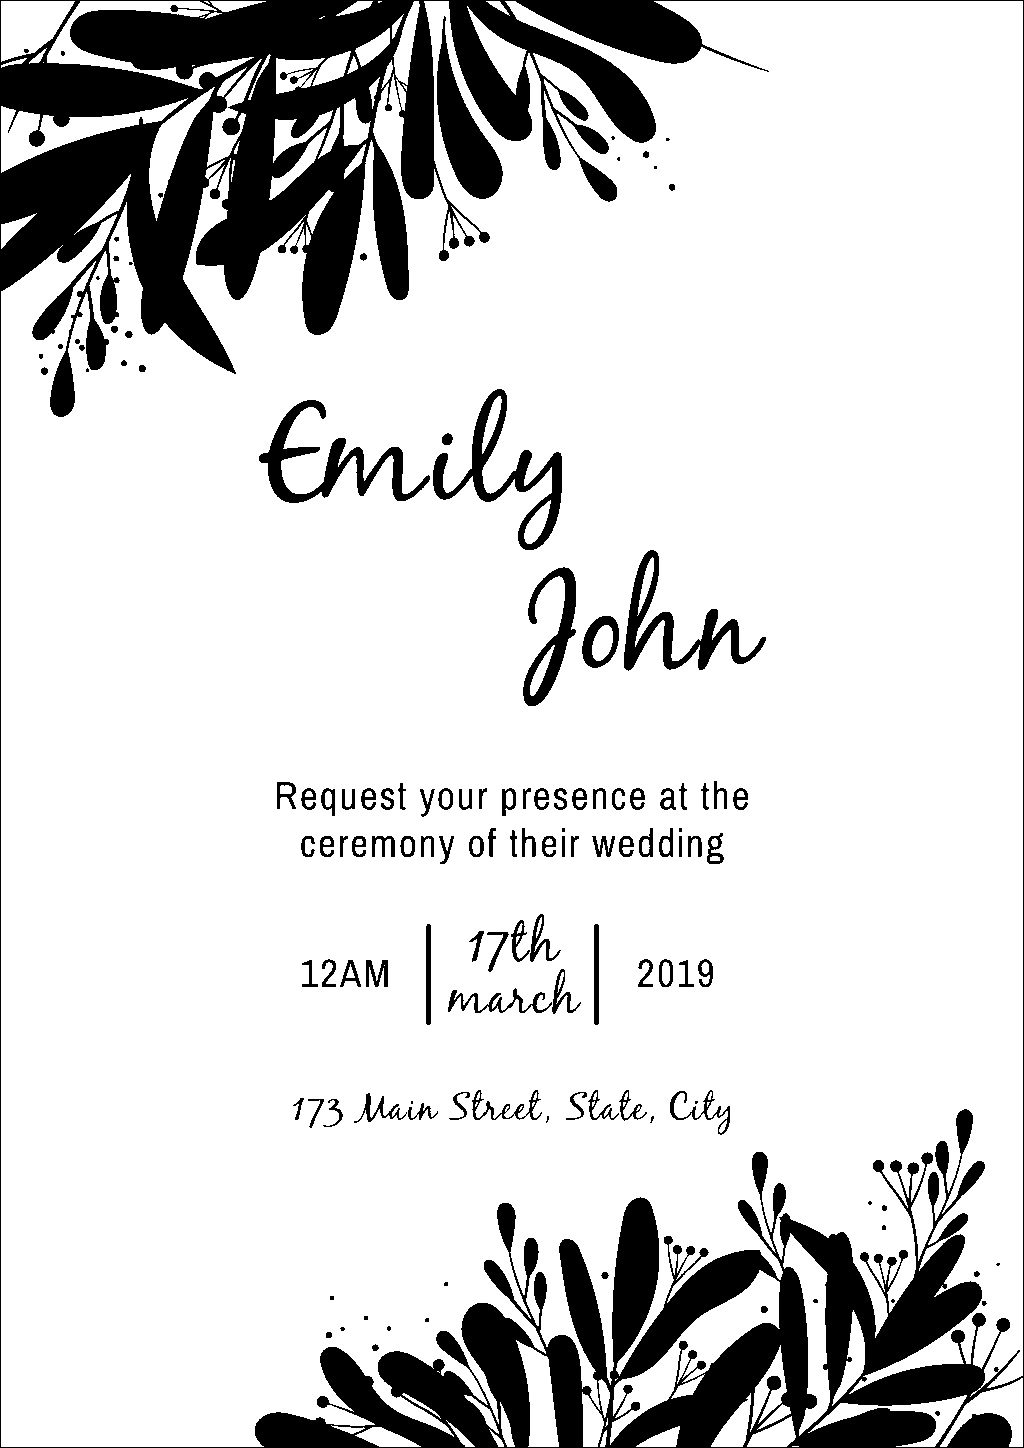 Emily
John
Request your presence at the
ceremony of their wedding
12AM
17th
march
2019
173 Main Street, State, City